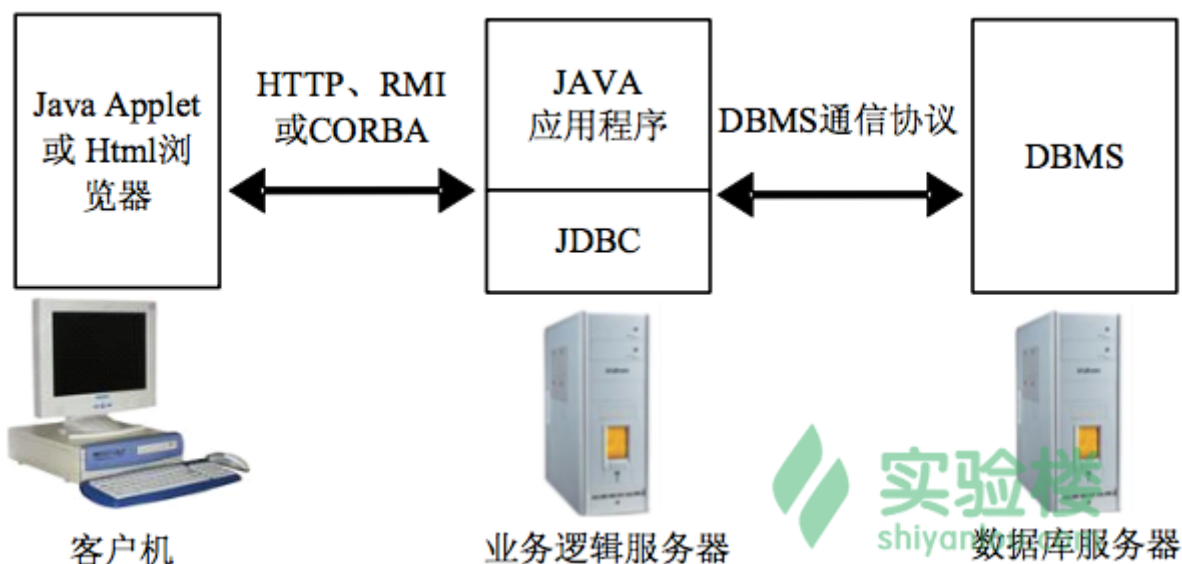 Java Applet
或 Html浏
览器
HTTP、RMI
或CORBA
JAVA
应用程序
JDBC
DBMS通信协议
DBMS
客户机
业务逻辑服务器
实验楼
数据库服务器